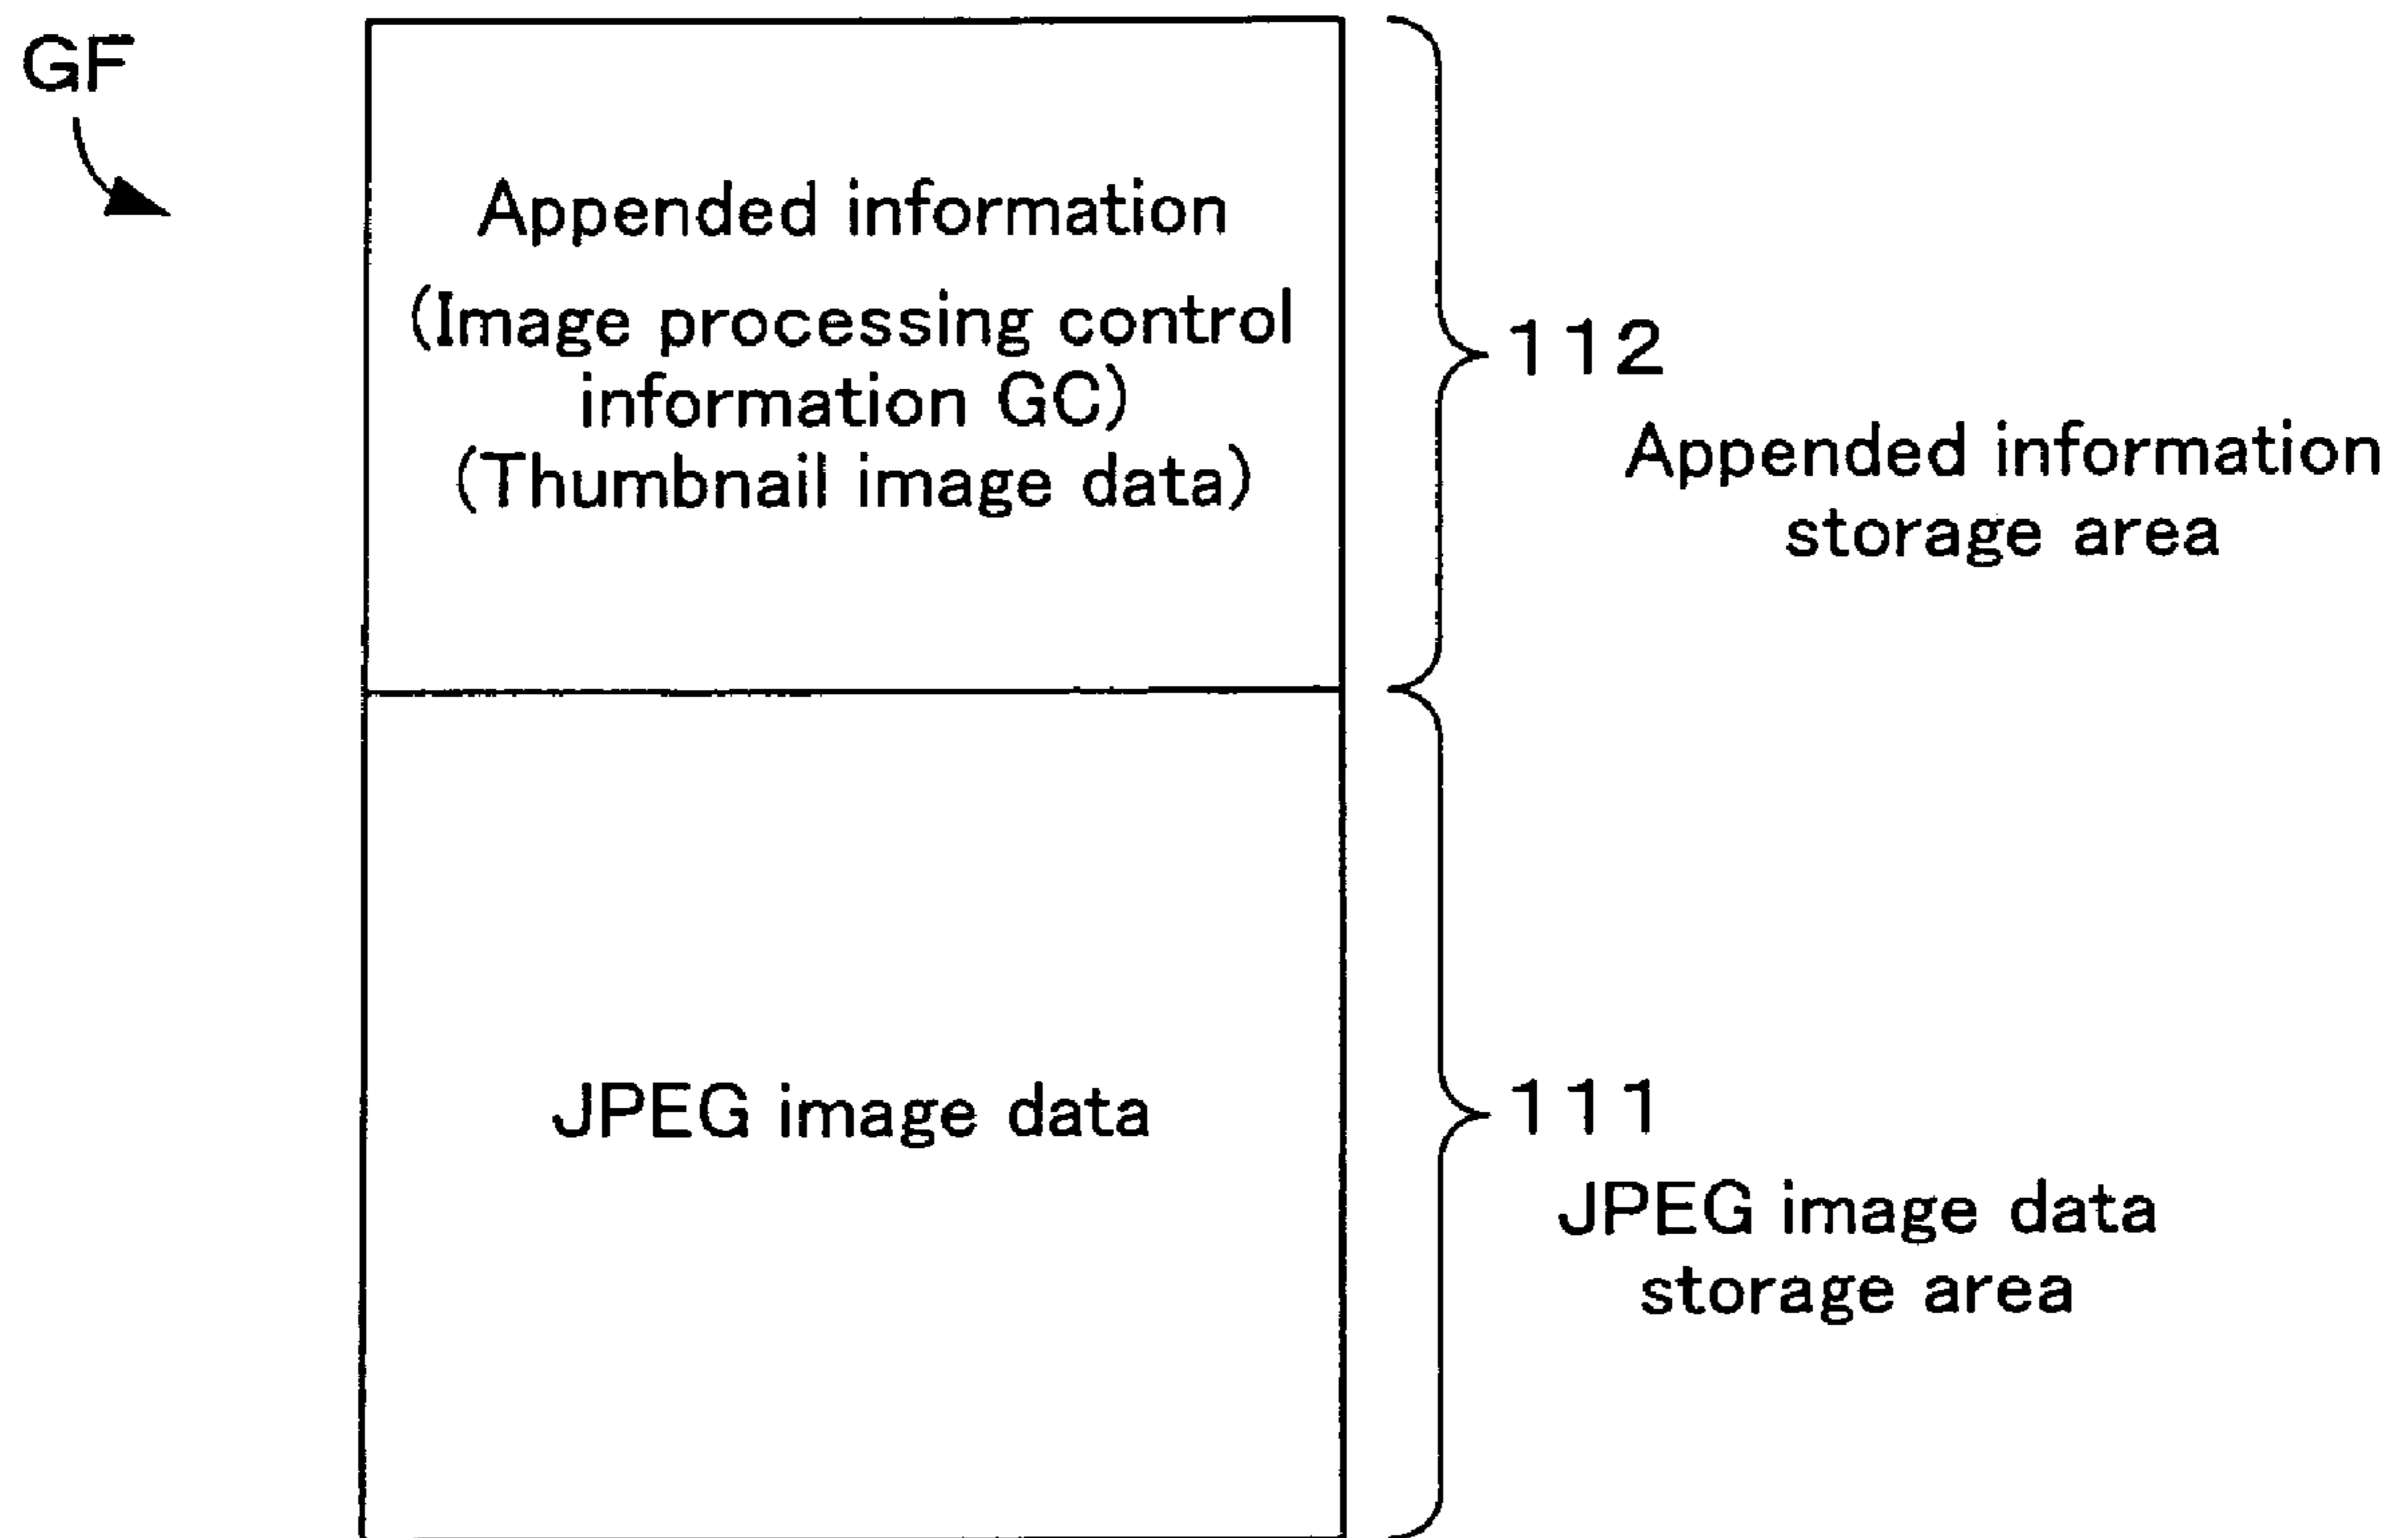 GF
Appended information
(Image processing control
information GC)
(Thumbnail image data)
112
Appended information
storage area
JPEG image data
111
JPEG image data
storage area